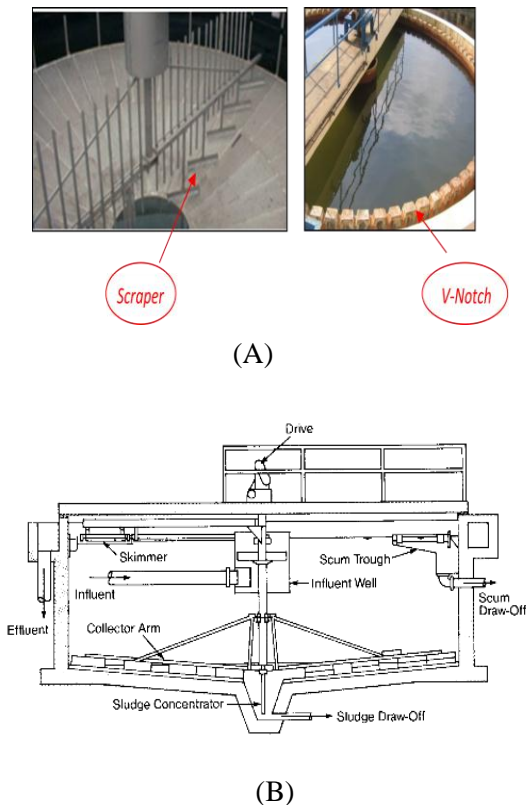 Scraper
V-Notch
(A)
Drive
Skimmer
Scum Trough
Influent
Influent Well
Scum
Draw-Off
Effluent
Collector Arm
Sludge Concentrator
Sludge Draw-Off
(B)